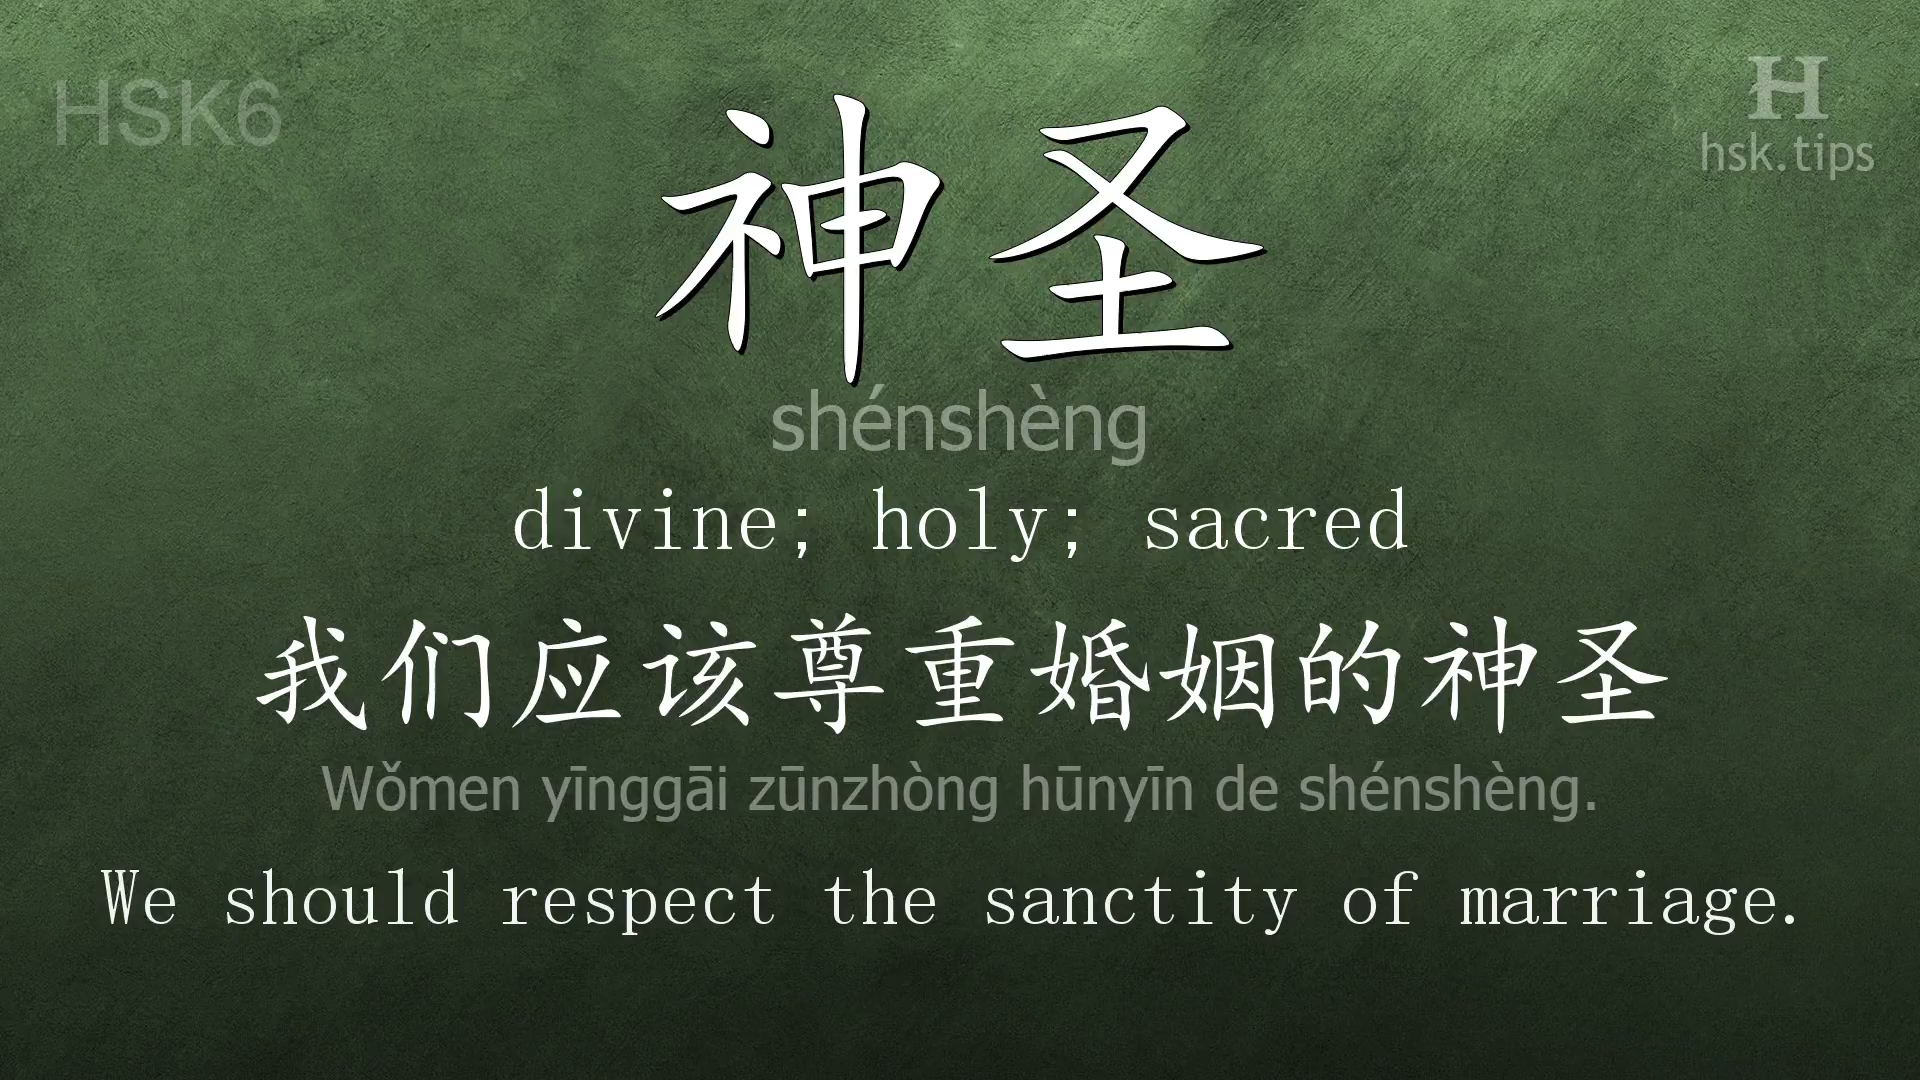 HSK6
H
hsk.tips
神圣
shénshèng
divine; holy; sacred
我们应该尊重婚姻的神圣
Wǒmen yīnggāi zūnzhòng hūnyīn de shénshèng.
We should respect the sanctity of marriage.